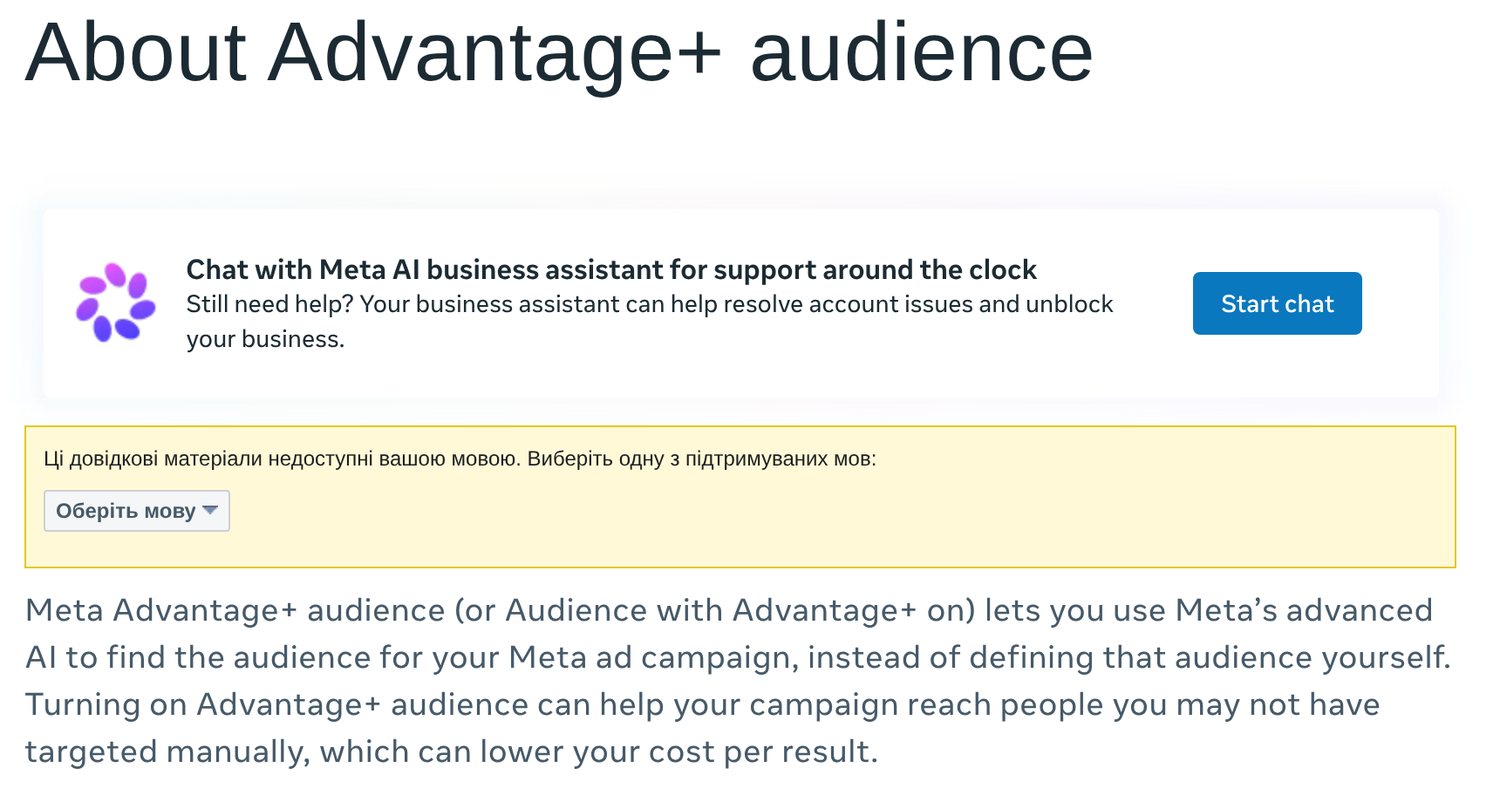 About Advantage+ audience
Chat with Meta AI business assistant for support around the clock
Still need help? Your business assistant can help resolve account issues and unblock
your business.
Start chat
Ці довідкові матеріали недоступні вашою мовою. Виберіть одну з підтримуваних мов:
Оберіть мову
Meta Advantage+ audience (or Audience with Advantage+ on) lets you use Meta’s advanced
AI to find the audience for your Meta ad campaign, instead of defining that audience yourself.
Turning on Advantage+ audience can help your campaign reach people you may not have
targeted manually, which can lower your cost per result.